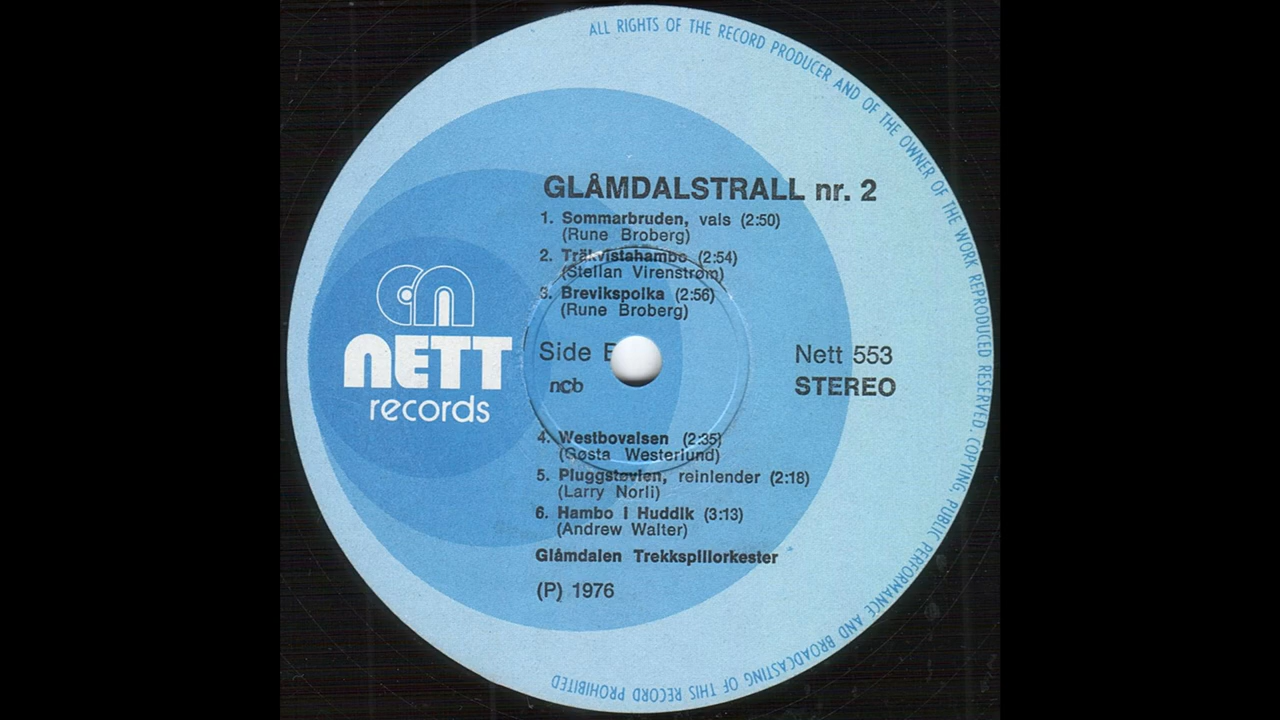 ALL RIGHTS OF THE RECORD PRODUCER AND OF THE OWNER OF THE WORK REPRODUCED RESERVED. COPYING, PUBLIC PERFORMANCE AND BROADCASTING OF THIS RECORD PROHIBITED
GLÅMDALSTRALL nr. 2
1. Sommarbruden, vals (2:50)
(Rune Broberg)
2. Träkvistahambo (2:54)
(Stellan Virenstrøm)
3. Brevikspolka (2:56)
(Rune Broberg)
nett
records
Side B
Nett 553
ncb
STEREO
4. Westbovalsen (2:35)
(Gøsta Westerlund)
5. Pluggstøvlen, reinlender (2:18)
(Larry Norli)
6. Hambo i Huddik (3:13)
(Andrew Walter)
Glåmdalen Trekkspillorkester
(P) 1976